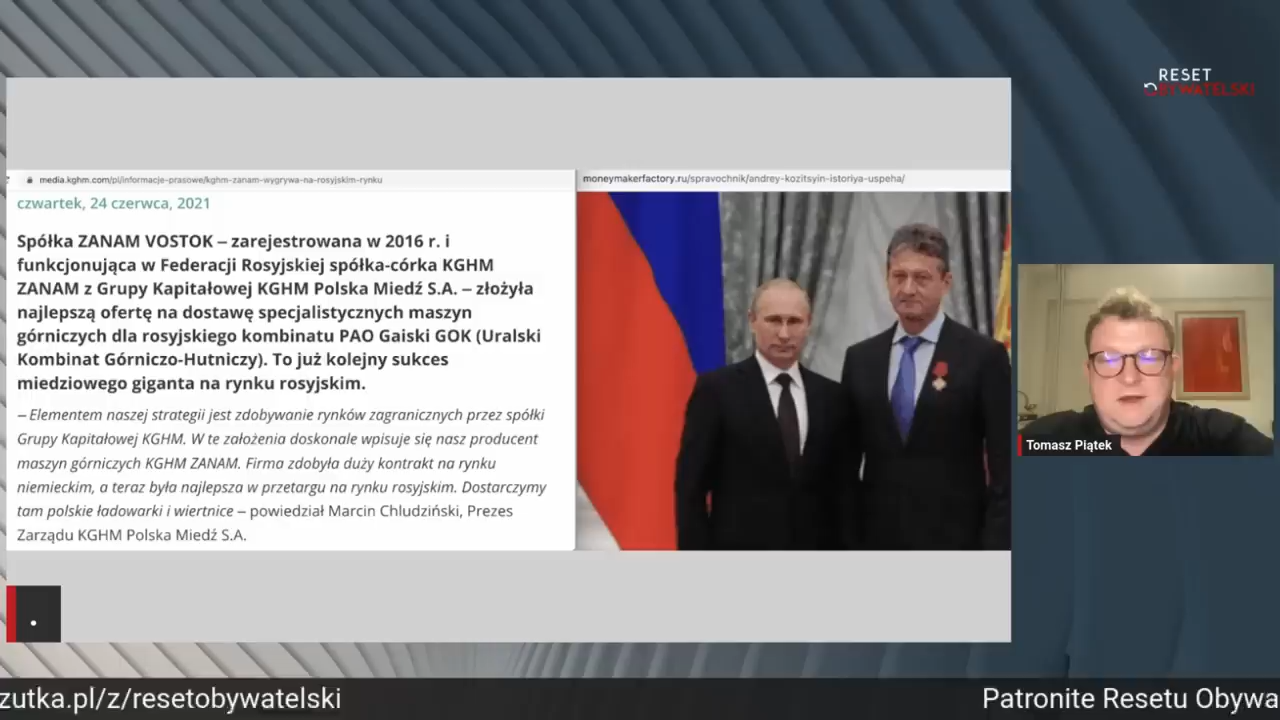 RESET
OBYWATELSKI
media.kghm.com/pl/informacje-prasowe/kghm-zanam-wygrywa-na-rosyjskim-rynku
moneymakerfactory.ru/spravochnik/andrey-kozitsyin-istoriya-uspeha/
czwartek, 24 czerwca, 2021
Spółka ZANAM VOSTOK – zarejestrowana w 2016 r. i
funkcjonująca w Federacji Rosyjskiej spółka-córka KGHM
ZANAM z Grupy Kapitałowej KGHM Polska Miedź S.A. – złożyła
najlepszą ofertę na dostawę specjalistycznych maszyn
górniczych dla rosyjskiego kombinatu PAO Gaiski GOK (Uralski
Kombinat Górniczo-Hutniczy). To już kolejny sukces
miedziowego giganta na rynku rosyjskim.
– Elementem naszej strategii jest zdobywanie rynków zagranicznych przez spółki
Grupy Kapitałowej KGHM. W te założenia doskonale wpisuje się nasz producent
maszyn górniczych KGHM ZANAM. Firma zdobyła duży kontrakt na rynku
niemieckim, a teraz była najlepsza w przetargu na rynku rosyjskim. Dostarczymy
tam polskie ładowarki i wiertnice – powiedział Marcin Chludziński, Prezes
Zarządu KGHM Polska Miedź S.A.
Tomasz Piątek
.
zutka.pl/z/resetobywatelski
Patronite Resetu Obywa